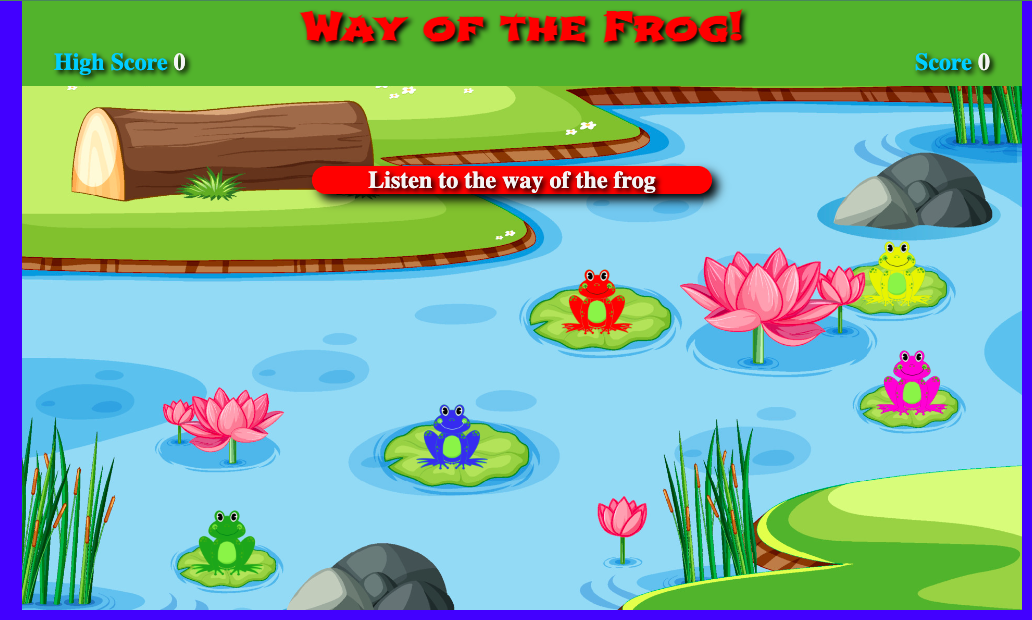 Way of the Frog!
High Score 0
Score 0
Listen to the way of the frog